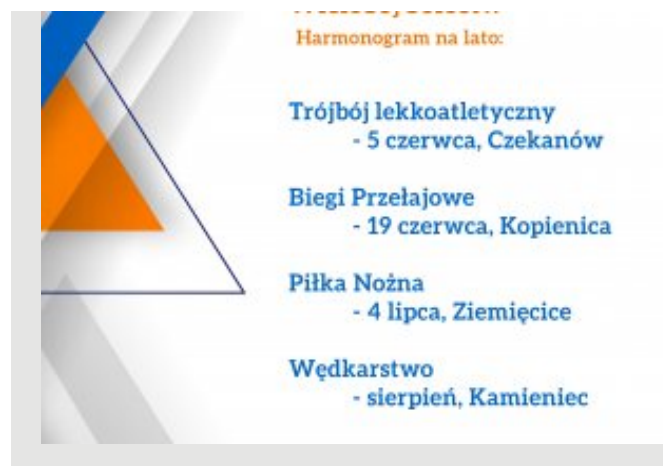 Harmonogram na lato:
Trójbój lekkoatletyczny
- 5 czerwca, Czekanów
Biegi Przełajowe
- 19 czerwca, Kopienica
Piłka Nożna
- 4 lipca, Ziemięcice
Wędkarstwo
- sierpień, Kamieniec